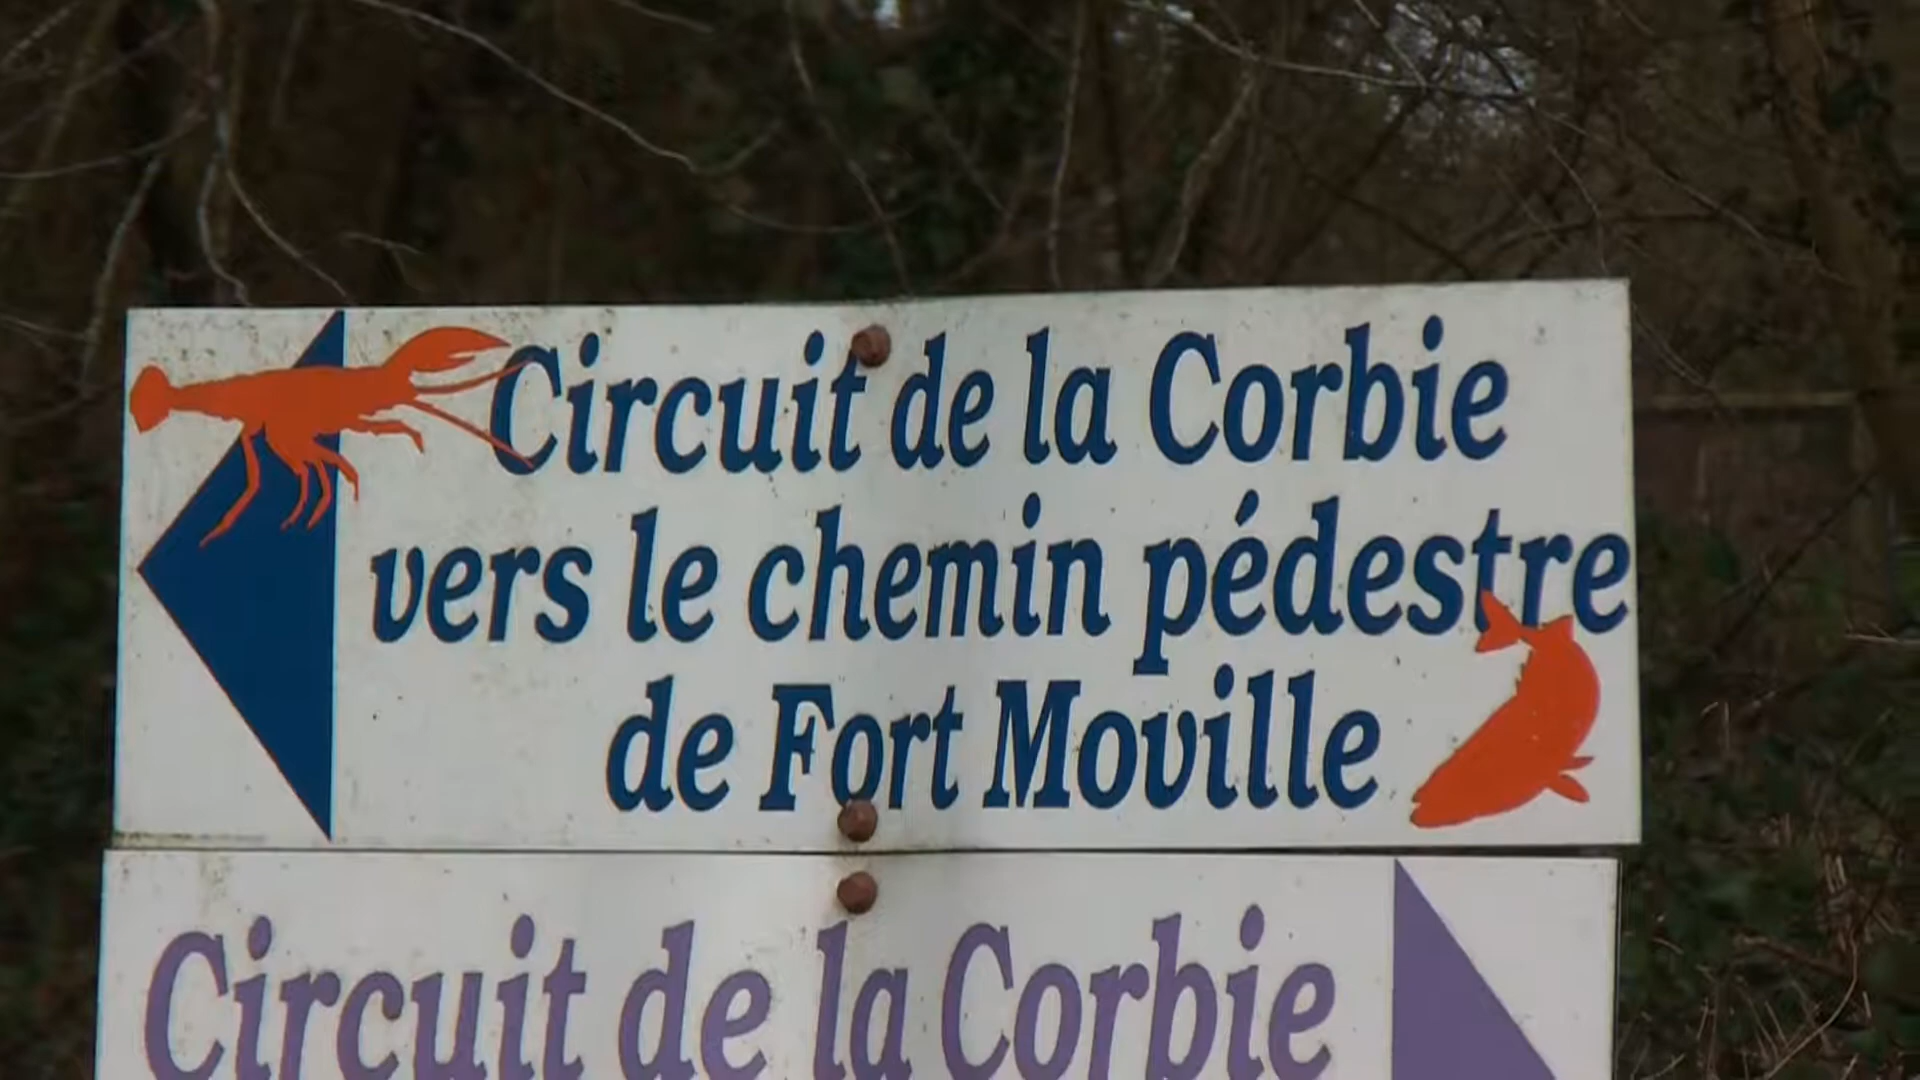 Circuit de la Corbie
vers le chemin pédestre
de Fort Moville
Circuit de la Corbie